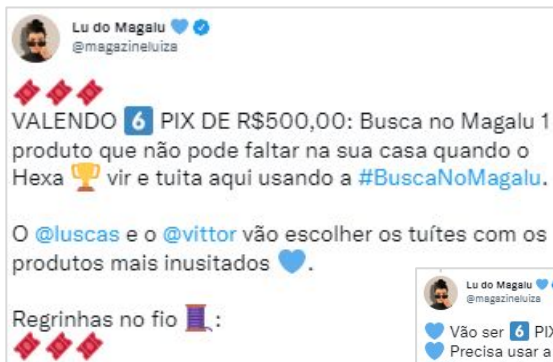 Lu do Magalu 💙
@magazineluiza
VALENDO 6️⃣ PIX DE R$500,00: Busca no Magalu 1
produto que não pode faltar na sua casa quando o
Hexa 🏆 vir e tuita aqui usando a #BuscaNoMagalu.
O @luscas e o @vittor vão escolher os tuítes com os
produtos mais inusitados 💙.
Regrinhas no fio 🧵:
Lu do Magalu 💙
@magazineluiza
💙 Vão ser 6️⃣ PIX
💙 Precisa usar a